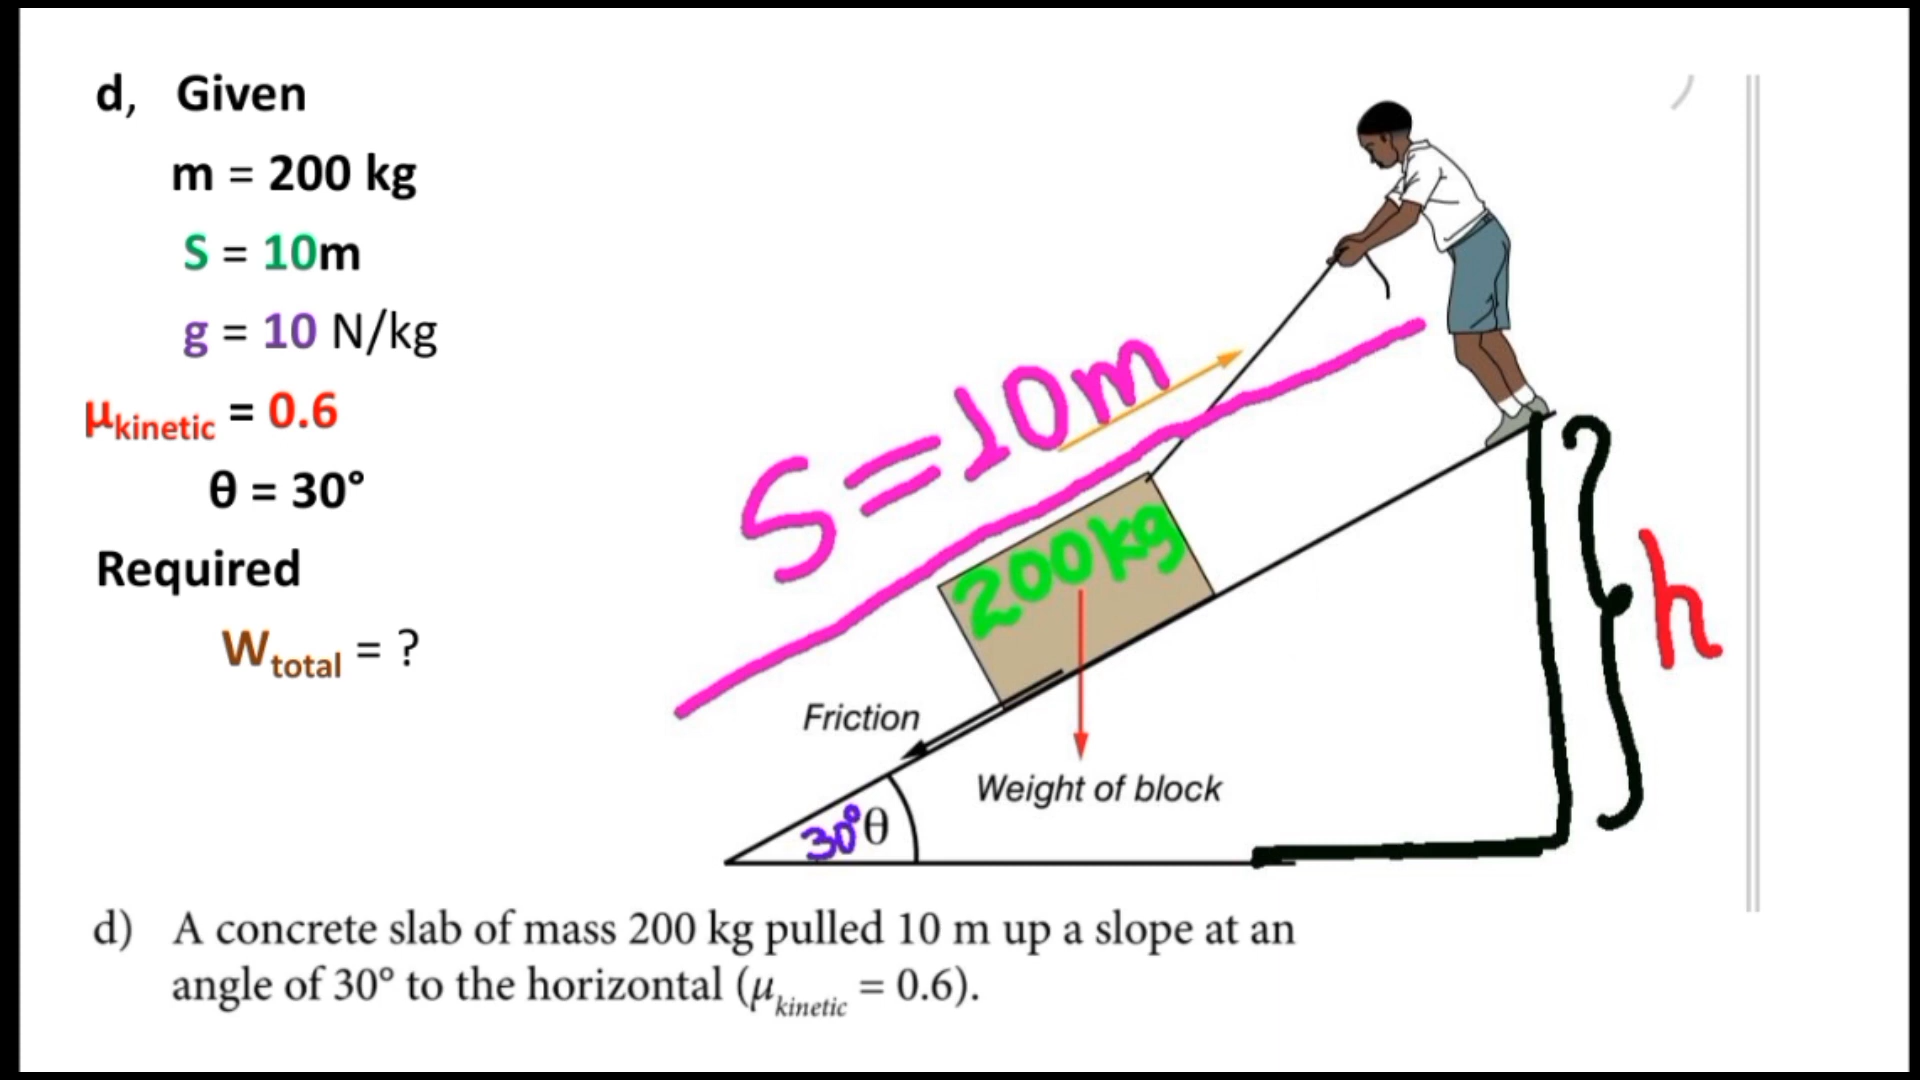 d, Given
m = 200 kg
S = 10m
g = 10 N/kg
μkinetic = 0.6
θ = 30°
Required
Wtotal = ?
S=10m
200kg
h
Friction
Weight of block
30° θ
d) A concrete slab of mass 200 kg pulled 10 m up a slope at an
angle of 30° to the horizontal (μkinetic = 0.6).